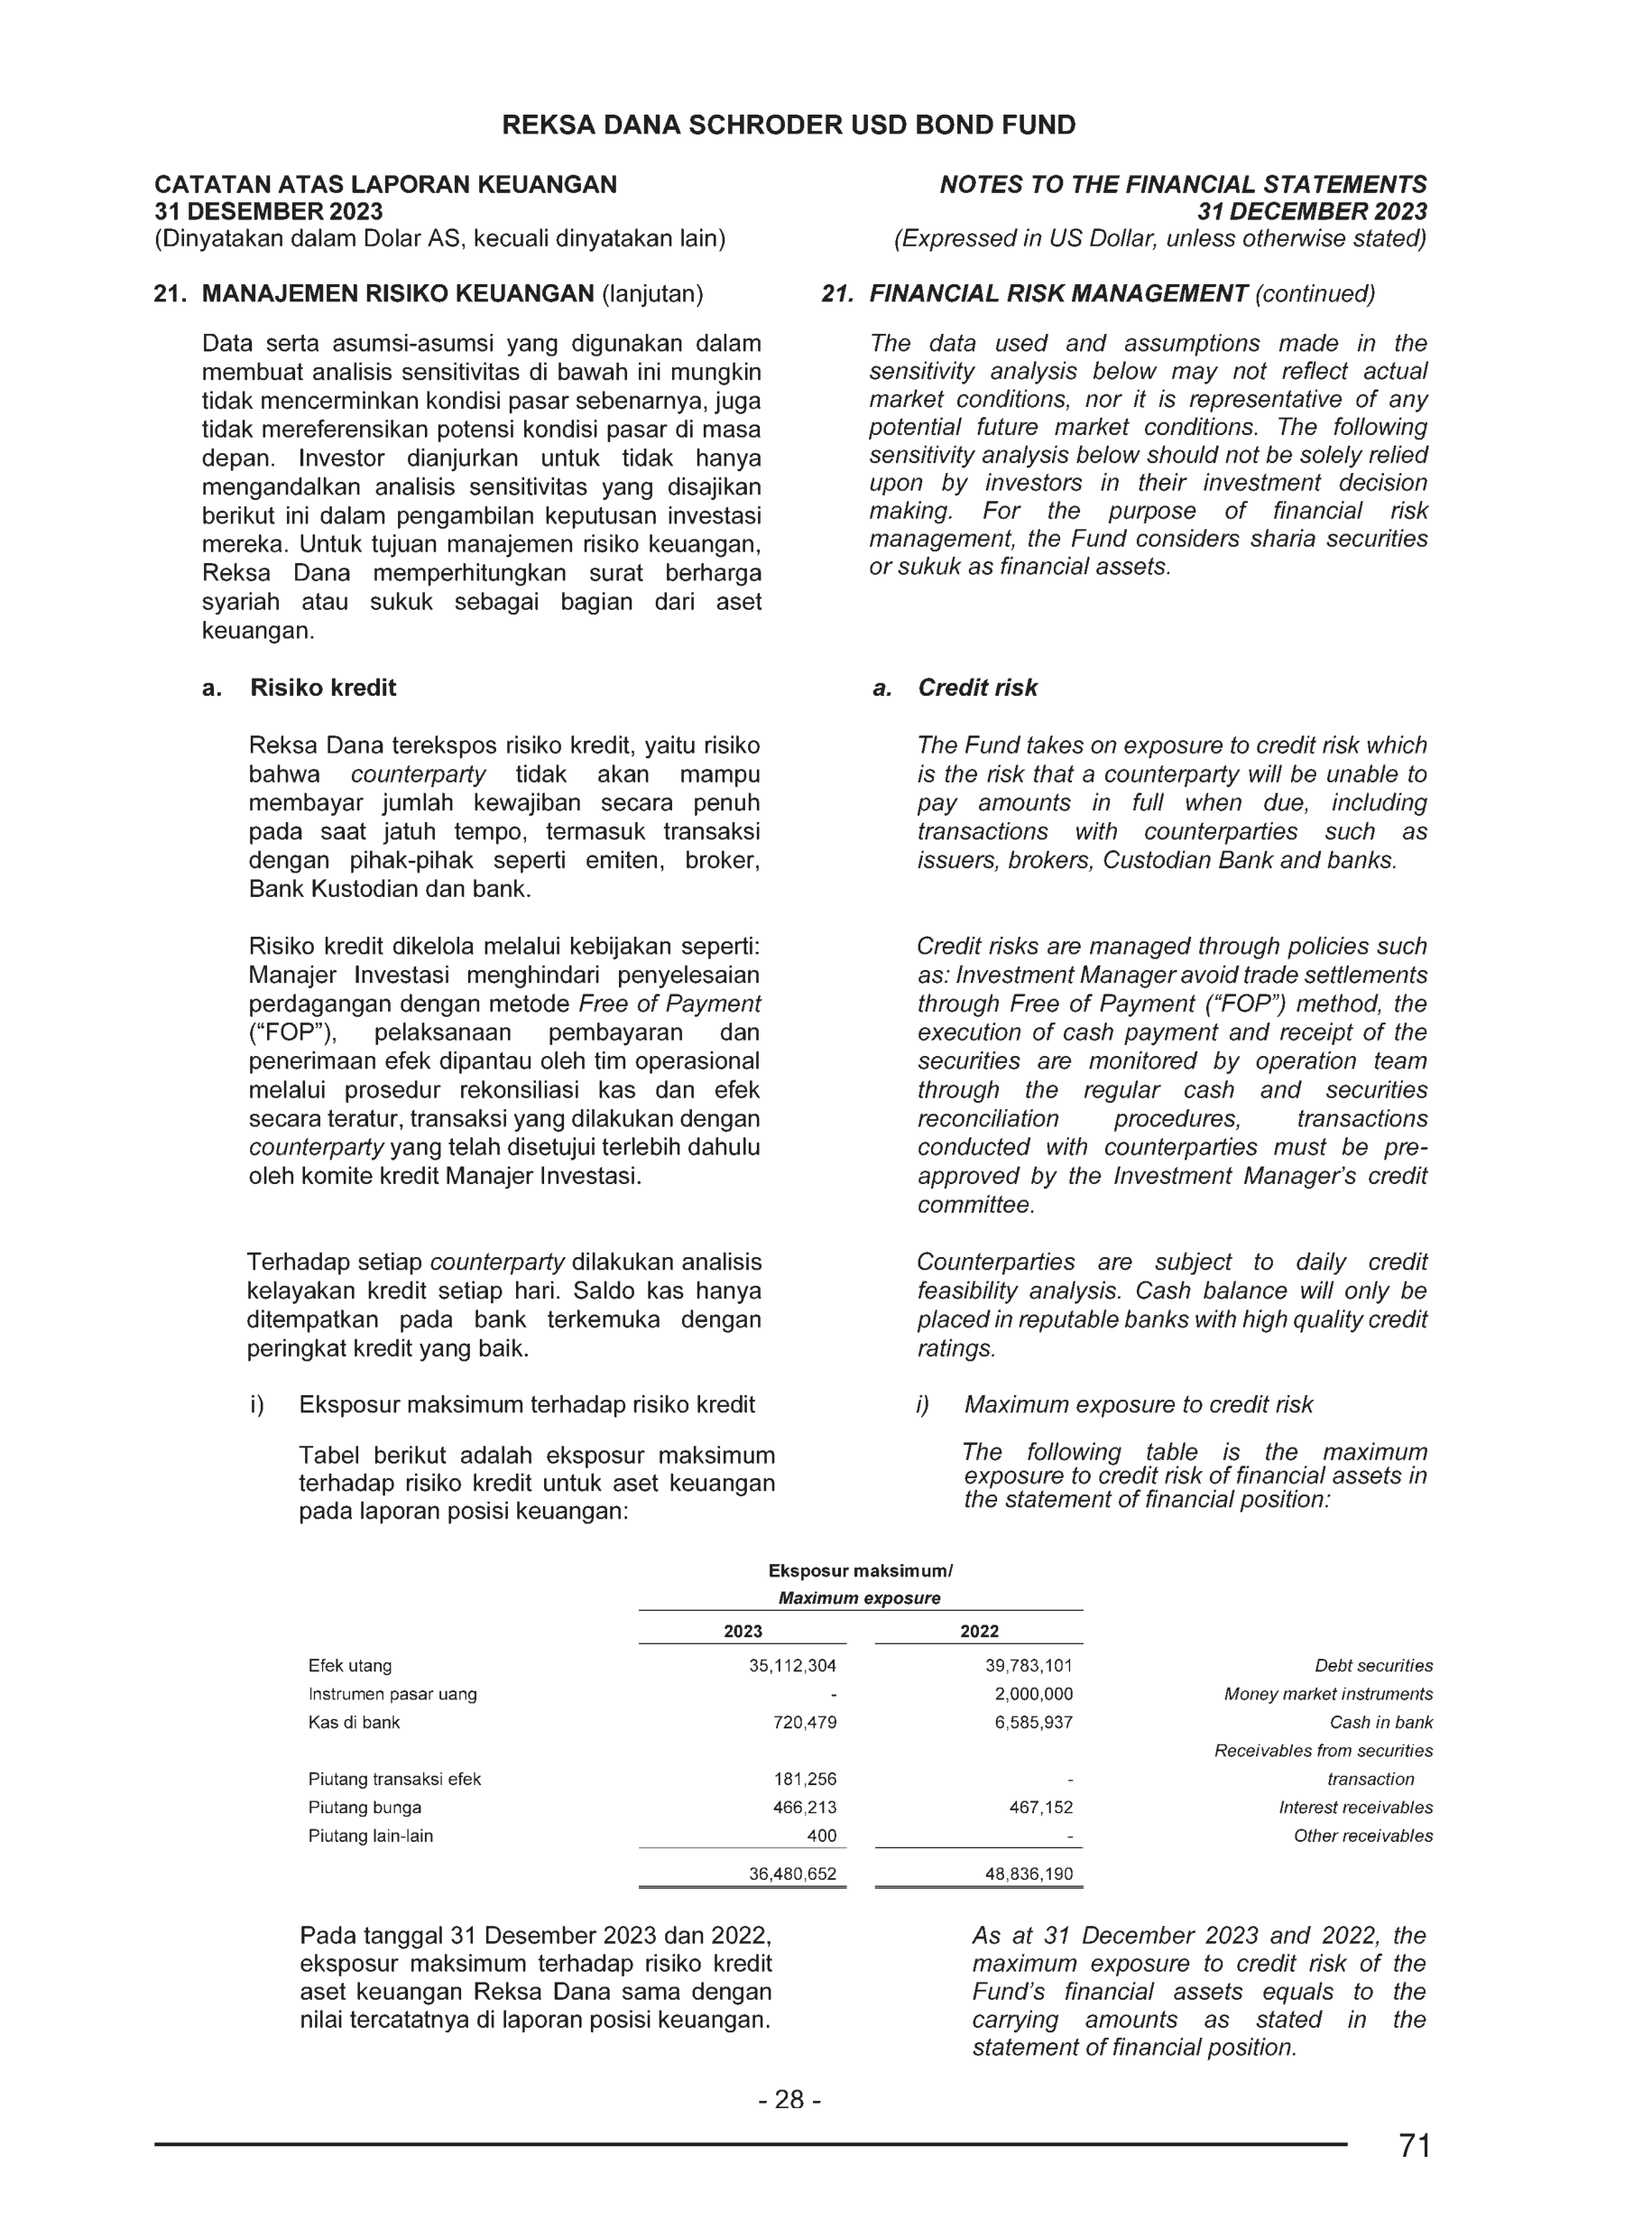 REKSA DANA SCHRODER USD BOND FUND
CATATAN ATAS LAPORAN KEUANGAN
31 DESEMBER 2023
(Dinyatakan dalam Dolar AS, kecuali dinyatakan lain)
NOTES TO THE FINANCIAL STATEMENTS
31 DECEMBER 2023
(Expressed in US Dollar, unless otherwise stated)
21. MANAJEMEN RISIKO KEUANGAN (lanjutan)
Data serta asumsi-asumsi yang digunakan dalam
membuat analisis sensitivitas di bawah ini mungkin
tidak mencerminkan kondisi pasar sebenarnya, juga
tidak mereferensikan potensi kondisi pasar di masa
depan. Investor dianjurkan untuk tidak hanya
mengandalkan analisis sensitivitas yang disajikan
berikut ini dalam pengambilan keputusan investasi
mereka. Untuk tujuan manajemen risiko keuangan,
Reksa Dana memperhitungkan surat berharga
syariah atau sukuk sebagai bagian dari aset
keuangan.
21. FINANCIAL RISK MANAGEMENT (continued)
The data used and assumptions made in the
sensitivity analysis below may not reflect actual
market conditions, nor it is representative of any
potential future market conditions. The following
sensitivity analysis below should not be solely relied
upon by investors in their investment decision
making. For the purpose of financial risk
management, the Fund considers sharia securities
or sukuk as financial assets.
a. Risiko kredit
Reksa Dana terekspos risiko kredit, yaitu risiko
bahwa counterparty tidak akan mampu
membayar jumlah kewajiban secara penuh
pada saat jatuh tempo, termasuk transaksi
dengan pihak-pihak seperti emiten, broker,
Bank Kustodian dan bank.
a. Credit risk
The Fund takes on exposure to credit risk which
is the risk that a counterparty will be unable to
pay amounts in full when due, including
transactions with counterparties such as
issuers, brokers, Custodian Bank and banks.
Risiko kredit dikelola melalui kebijakan seperti:
Manajer Investasi menghindari penyelesaian
perdagangan dengan metode Free of Payment
(“FOP”), pelaksanaan pembayaran dan
penerimaan efek dipantau oleh tim operasional
melalui prosedur rekonsiliasi kas dan efek
secara teratur, transaksi yang dilakukan dengan
counterparty yang telah disetujui terlebih dahulu
oleh komite kredit Manajer Investasi.
Credit risks are managed through policies such
as: Investment Manager avoid trade settlements
through Free of Payment (“FOP”) method, the
execution of cash payment and receipt of the
securities are monitored by operation team
through the regular cash and securities
reconciliation procedures, transactions
conducted with counterparties must be pre-
approved by the Investment Manager’s credit
committee.
Terhadap setiap counterparty dilakukan analisis
kelayakan kredit setiap hari. Saldo kas hanya
ditempatkan pada bank terkemuka dengan
peringkat kredit yang baik.
Counterparties are subject to daily credit
feasibility analysis. Cash balance will only be
placed in reputable banks with high quality credit
ratings.
i) Eksposur maksimum terhadap risiko kredit
Tabel berikut adalah eksposur maksimum
terhadap risiko kredit untuk aset keuangan
pada laporan posisi keuangan:
i) Maximum exposure to credit risk
The following table is the maximum
exposure to credit risk of financial assets in
the statement of financial position:
Eksposur maksimum/
Maximum exposure
2023 2022
Efek utang 35,112,304 39,783,101 Debt securities
Instrumen pasar uang - 2,000,000 Money market instruments
Kas di bank 720,479 6,585,937 Cash in bank
Receivables from securities
Piutang transaksi efek 181,256 - transaction
Piutang bunga 466,213 467,152 Interest receivables
Piutang lain-lain 400 - Other receivables
36,480,652 48,836,190
Pada tanggal 31 Desember 2023 dan 2022,
eksposur maksimum terhadap risiko kredit
aset keuangan Reksa Dana sama dengan
nilai tercatatnya di laporan posisi keuangan.
As at 31 December 2023 and 2022, the
maximum exposure to credit risk of the
Fund’s financial assets equals to the
carrying amounts as stated in the
statement of financial position.
- 28 -
71